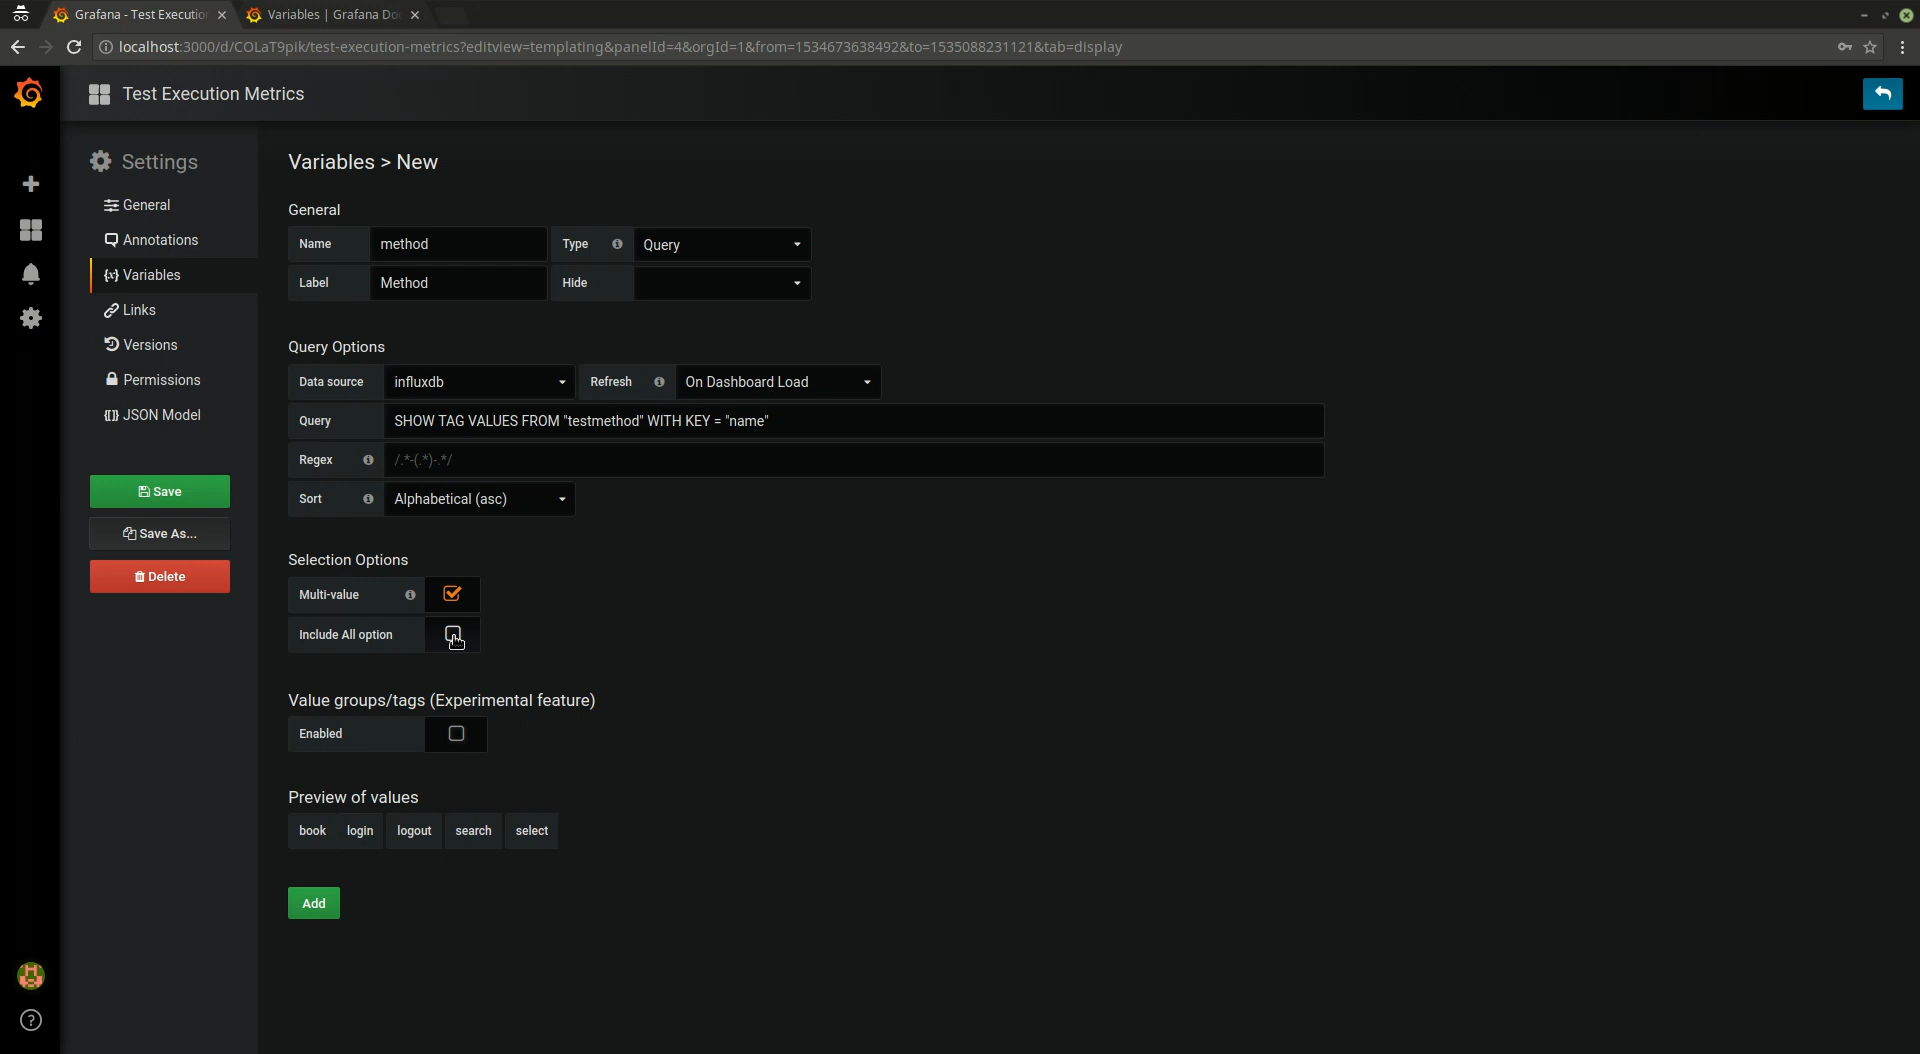 Grafana - Test Executio
Variables | Grafana Do
localhost:3000/d/COLaT9pik/test-execution-metrics?editview=templating&panelId=4&orgId=1&from=1534673638492&to=1535088231121&tab=display
Test Execution Metrics
Settings
General
Annotations
Variables
Links
Versions
Permissions
JSON Model
Save
Save As...
Delete
Variables > New
General
Name method Type Query
Label Method Hide
Query Options
Data source influxdb Refresh On Dashboard Load
Query SHOW TAG VALUES FROM "testmethod" WITH KEY = "name"
Regex /.*-(.*)-.*/
Sort Alphabetical (asc)
Selection Options
Multi-value
Include All option
Value groups/tags (Experimental feature)
Enabled
Preview of values
book login logout search select
Add